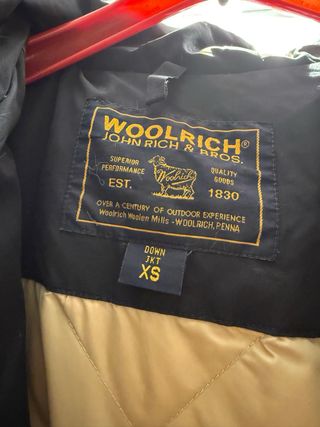 WOOLRICH®
JOHN RICH & BROS.
SUPERIOR PERFORMANCE
QUALITY GOODS
Woolrich
EST. 1830
OVER A CENTURY OF OUTDOOR EXPERIENCE
Woolrich Woolen Mills - WOOLRICH, PENNA
DOWN
JKT
XS